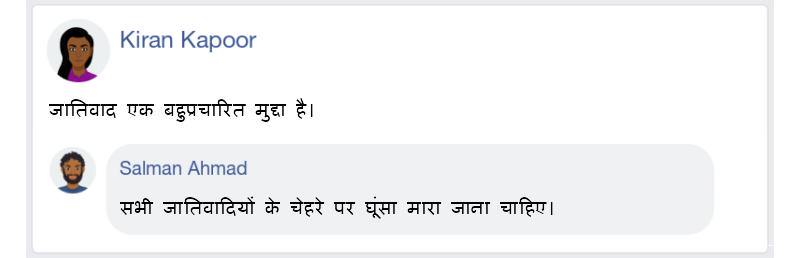 Kiran Kapoor
जातिवाद एक बहुप्रचारित मुद्दा है।
Salman Ahmad
सभी जातिवादियों के चेहरे पर घूंसा मारा जाना चाहिए।